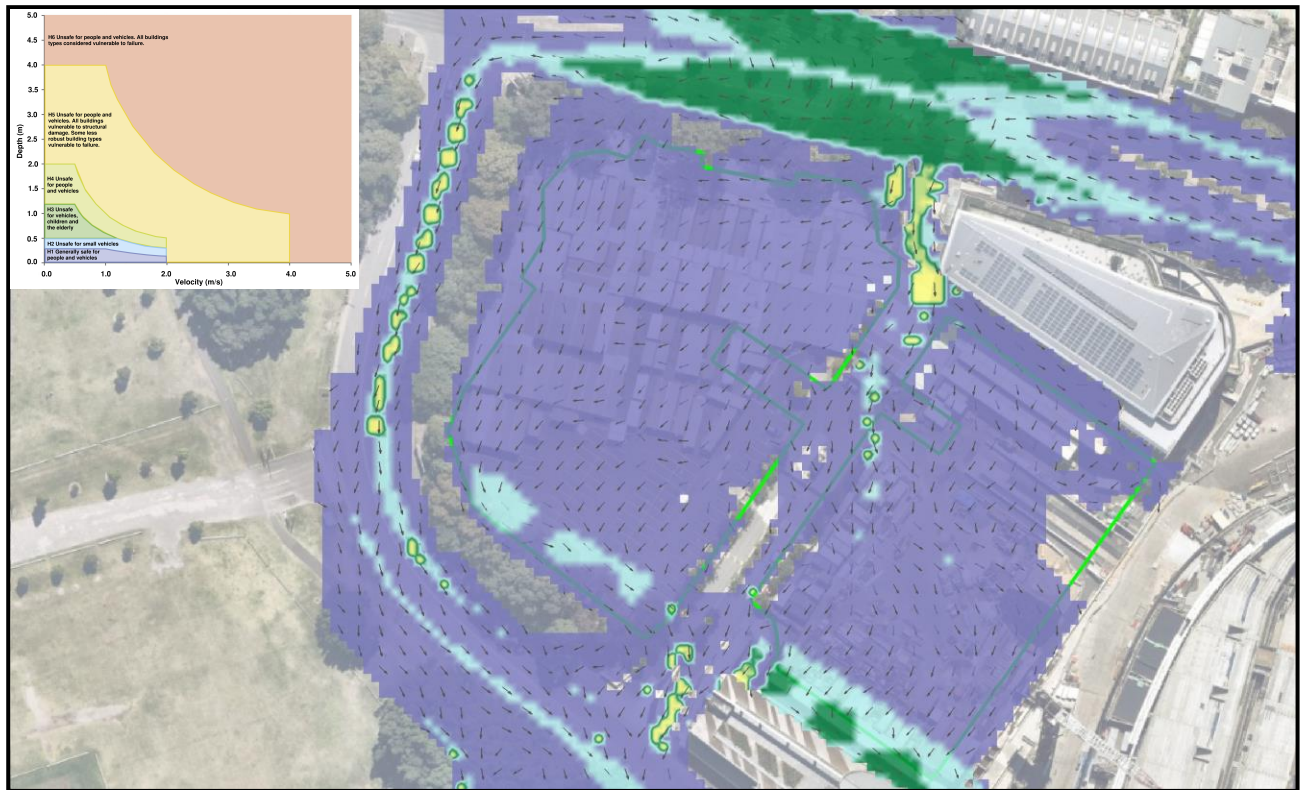 5.0
4.5
4.0
3.5
3.0
2.5
2.0
1.5
1.0
0.5
0.0
Depth (m)
H6 Unsafe for people and vehicles. All buildings
types considered vulnerable to failure.
H5 Unsafe for people and
vehicles. All buildings
vulnerable to structural
damage. Some less
robust building types
vulnerable to failure.
H4 Unsafe
for people
and vehicles
H3 Unsafe
for vehicles,
children and
the elderly
H2 Unsafe for small vehicles
H1 Generally safe for
people and vehicles
0.0 1.0 2.0 3.0 4.0 5.0
Velocity (m/s)